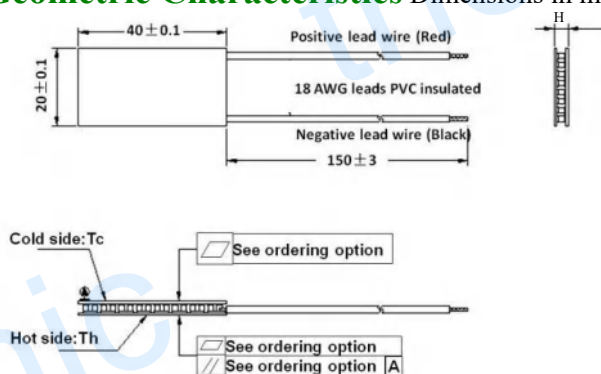 Geometric Characteristics Dimensions in m
40±0.1
20±0.1
Positive lead wire (Red)
18 AWG leads PVC insulated
Negative lead wire (Black)
150±3
H
Cold side:Tc
See ordering option
A
Hot side:Th
See ordering option
See ordering option A